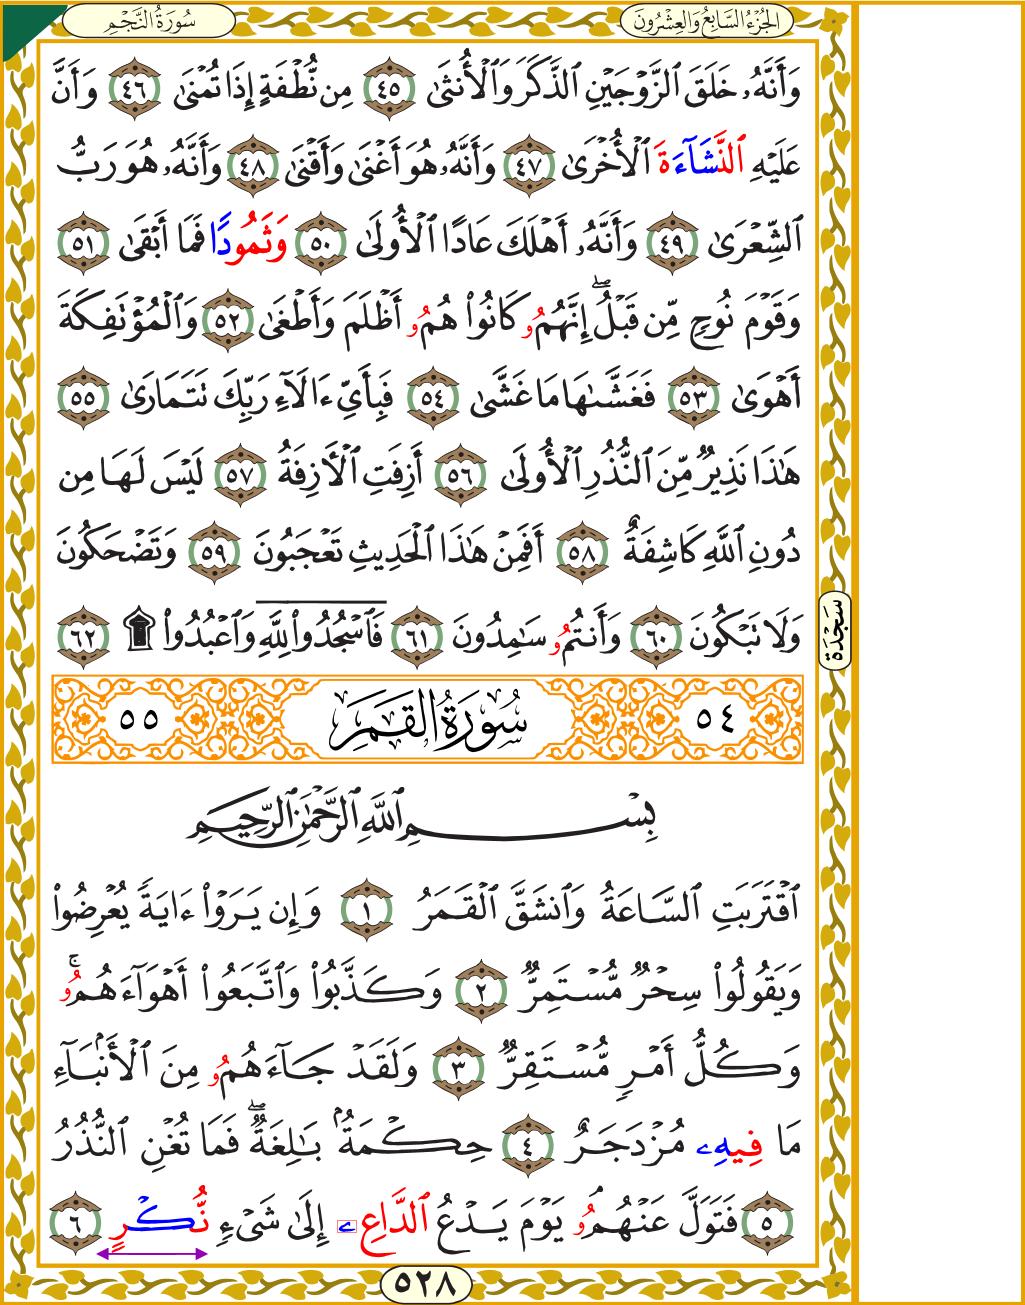 سُورَةُ النَّجْمِ
الجُزْءُ السَّابِعُ وَالعِشْرُونَ
وَأَنَّهُۥ خَلَقَ ٱلزَّوْجَيْنِ ٱلذَّكَرَ وَٱلْأُنثَىٰ ٤٥ مِن نُّطْفَةٍ إِذَا تُمْنَىٰ ٤٦ وَأَنَّ
عَلَيْهِ ٱلنَّشَآءَةَ ٱلْأُخْرَىٰ ٤٧ وَأَنَّهُۥ هُوَ أَغْنَىٰ وَأَقْنَىٰ ٤٨ وَأَنَّهُۥ هُوَ رَبُّ
ٱلشِّعْرَىٰ ٤٩ وَأَنَّهُۥ أَهْلَكَ عَادًا ٱلْأُولَىٰ ٥٠ وَثَمُودًا فَمَا أَبْقَىٰ ٥١
وَقَوْمَ نُوحٍ مِّن قَبْلُ ۖ إِنَّهُمُۥ كَانُوا۟ هُمُۥ أَظْلَمَ وَأَطْغَىٰ ٥٢ وَٱلْمُؤْتَفِكَةَ
أَهْوَىٰ ٥٣ فَغَشَّىٰهَا مَا غَشَّىٰ ٥٤ فَبِأَىِّ ءَالَآءِ رَبِّكَ تَتَمَارَىٰ ٥٥
هَٰذَا نَذِيرٌ مِّنَ ٱلنُّذُرِ ٱلْأُولَىٰ ٥٦ أَزِفَتِ ٱلْأَزِفَةُ ٥٧ لَيْسَ لَهَا مِن
دُونِ ٱللَّهِ كَاشِفَةٌ ٥٨ أَفَمِنْ هَٰذَا ٱلْحَدِيثِ تَعْجَبُونَ ٥٩ وَتَضْحَكُونَ
وَلَا تَبْكُونَ ٦٠ وَأَنتُمُۥ سَٰمِدُونَ ٦١ فَٱسْجُدُوا۟ لِلَّهِ وَٱعْبُدُوا۟ ۩ ٦٢
سَجْدَة
٥٤ سُورَةُ القَمَرِ ٥٥
بِسْمِ ٱللَّهِ ٱلرَّحْمَٰنِ ٱلرَّحِيمِ
ٱقْتَرَبَتِ ٱلسَّاعَةُ وَٱنشَقَّ ٱلْقَمَرُ ١ وَإِن يَرَوْا۟ ءَايَةً يُعْرِضُوا۟
وَيَقُولُوا۟ سِحْرٌ مُّسْتَمِرٌّ ٢ وَكَذَّبُوا۟ وَٱتَّبَعُوا۟ أَهْوَآءَهُمُۥ ۚ
وَكُلُّ أَمْرٍ مُّسْتَقِرٌّ ٣ وَلَقَدْ جَآءَهُمُۥ مِنَ ٱلْأَنۢبَآءِ
مَا فِيهِۦ مُزْدَجَرٌ ٤ حِكْمَةٌۢ بَٰلِغَةٌ ۖ فَمَا تُغْنِ ٱلنُّذُرُ
٥ فَتَوَلَّ عَنْهُمُۥ يَوْمَ يَدْعُ ٱلدَّاعِۦ إِلَىٰ شَىْءٍ نُّكْرٍ ٦
٥٢٨